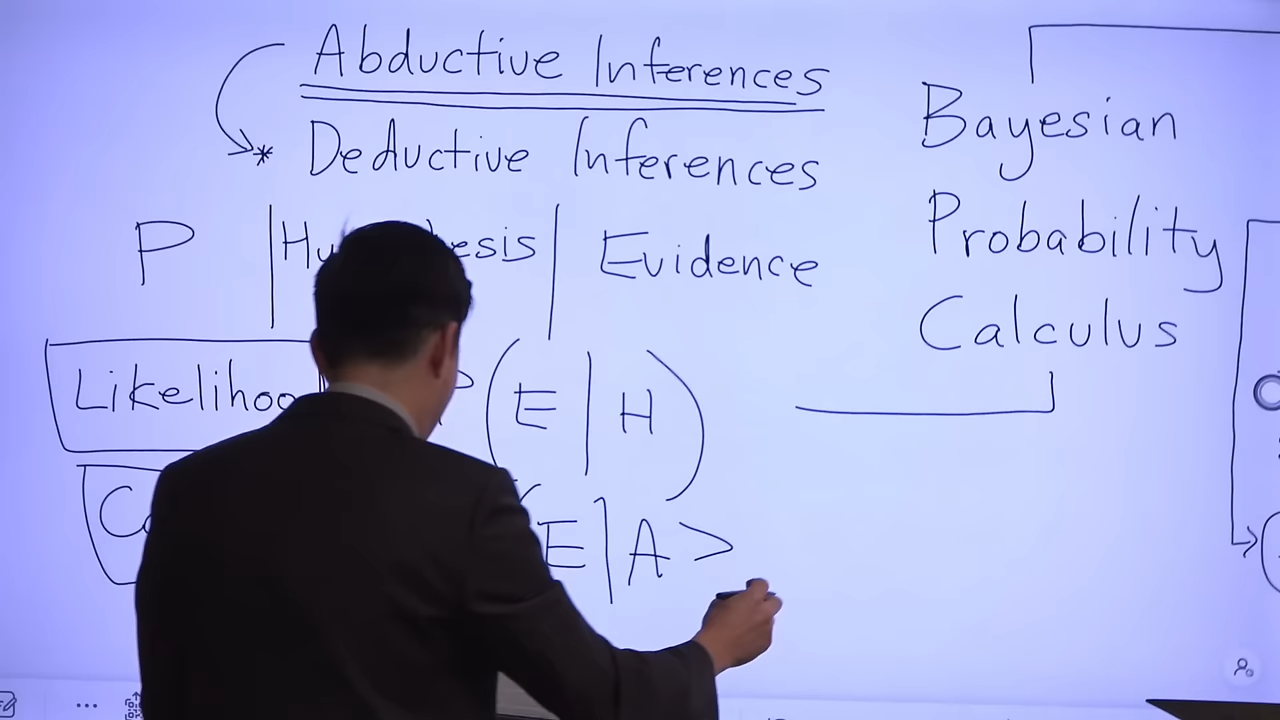 Abductive Inferences
* Deductive Inferences
P | | Evidence
(E | H)
(E | A >
Bayesian
Probability
Calculus